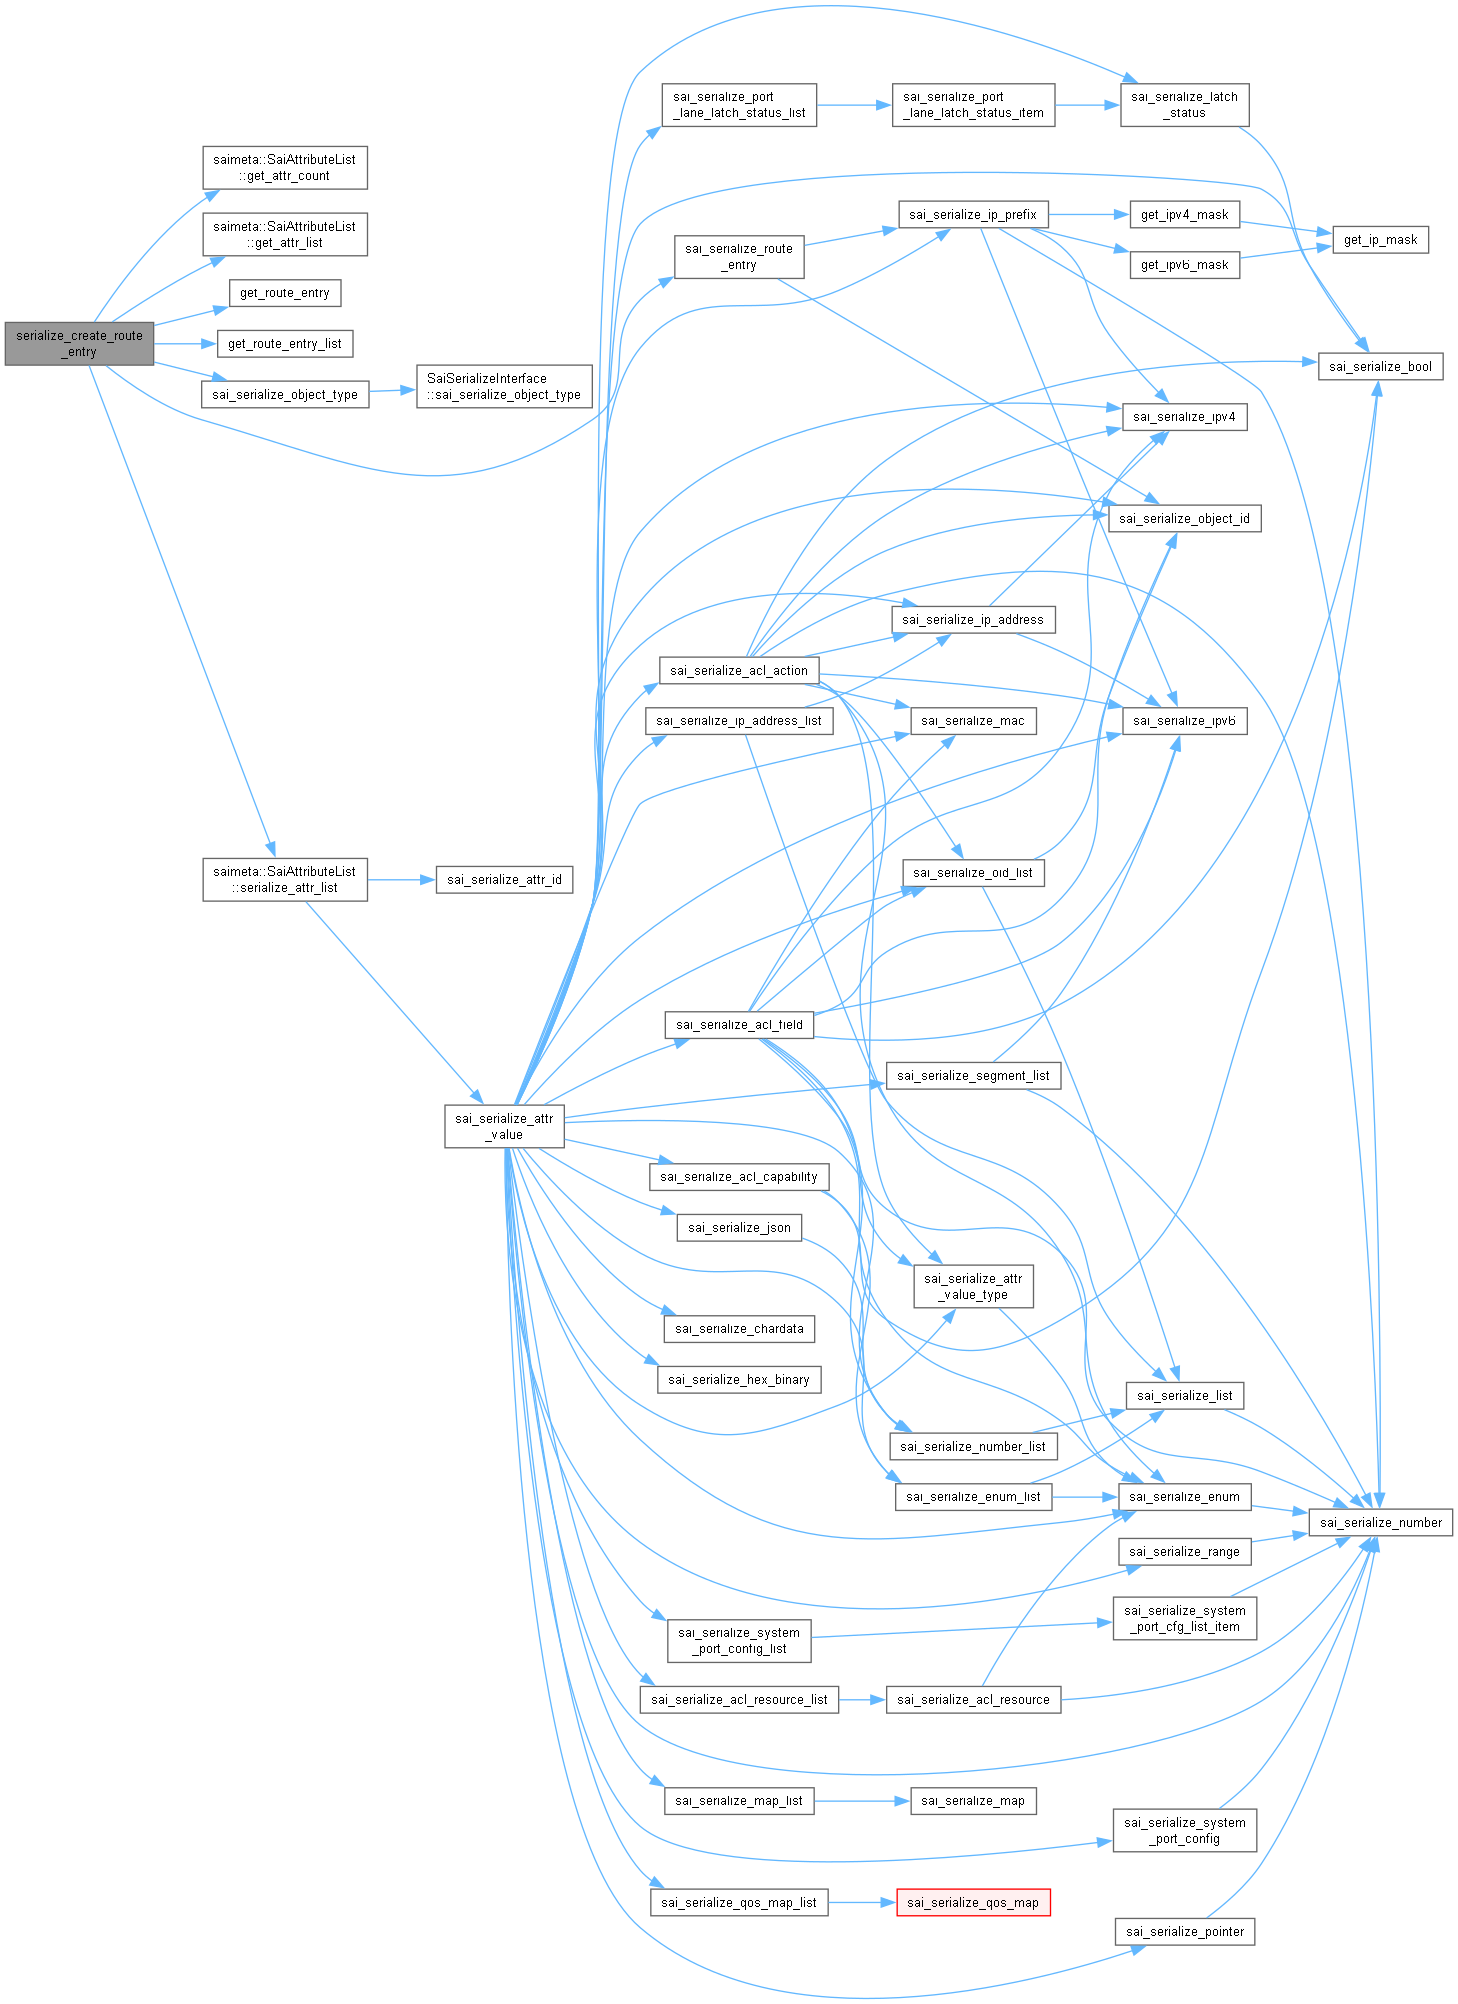 serialize_create_route
_entry
saimeta::SaiAttributeList
::get_attr_count
saimeta::SaiAttributeList
::get_attr_list
get_route_entry
get_route_entry_list
sai_serialize_object_type
SaiSerializeInterface
::sai_serialize_object_type
saimeta::SaiAttributeList
::serialize_attr_list
sai_serialize_attr_id
sai_serialize_attr
_value
sai_serialize_port
_lane_latch_status_list
sai_serialize_port
_lane_latch_status_item
sai_serialize_latch
_status
sai_serialize_route
_entry
sai_serialize_ip_prefix
get_ipv4_mask
get_ipv6_mask
get_ip_mask
sai_serialize_bool
sai_serialize_ipv4
sai_serialize_object_id
sai_serialize_ip_address
sai_serialize_acl_action
sai_serialize_ip_address_list
sai_serialize_mac
sai_serialize_ipv6
sai_serialize_oid_list
sai_serialize_acl_field
sai_serialize_segment_list
sai_serialize_acl_capability
sai_serialize_json
sai_serialize_attr
_value_type
sai_serialize_chardata
sai_serialize_hex_binary
sai_serialize_list
sai_serialize_number_list
sai_serialize_enum_list
sai_serialize_enum
sai_serialize_number
sai_serialize_range
sai_serialize_system
_port_cfg_list_item
sai_serialize_system
_port_config_list
sai_serialize_acl_resource_list
sai_serialize_acl_resource
sai_serialize_map_list
sai_serialize_map
sai_serialize_system
_port_config
sai_serialize_qos_map_list
sai_serialize_qos_map
sai_serialize_pointer